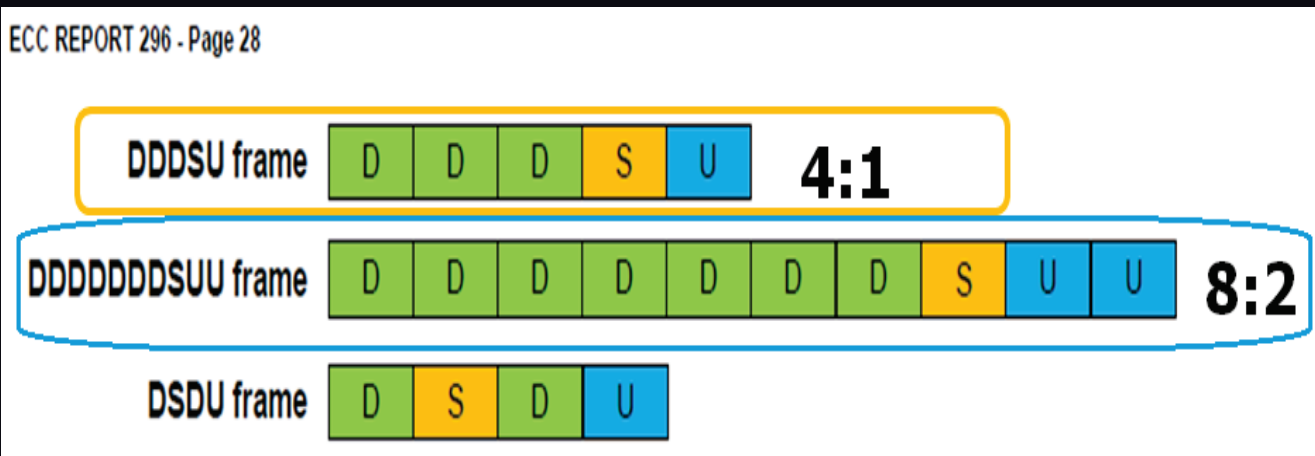 ECC REPORT 296 - Page 28
DDDSU frame D D D S U 4:1
DDDDDDDSUU frame D D D D D D D S U U 8:2
DSDU frame D S D U